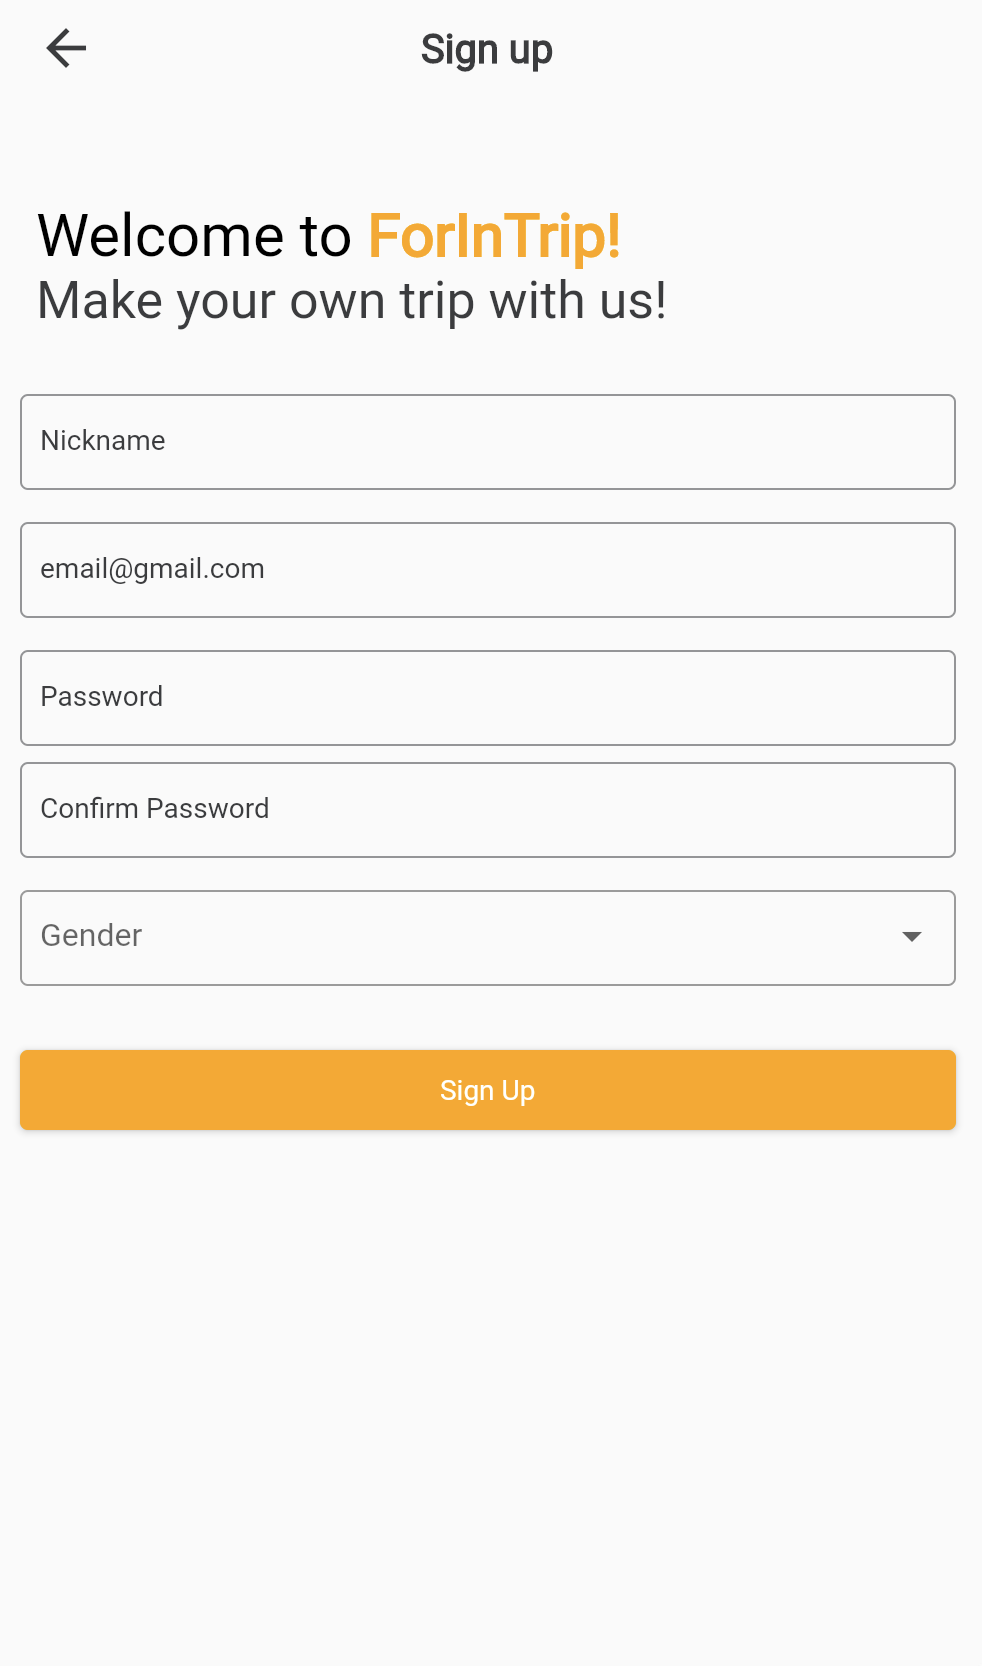 Sign up
Welcome to ForInTrip!
Make your own trip with us!
Nickname
email@gmail.com
Password
Confirm Password
Gender
Sign Up